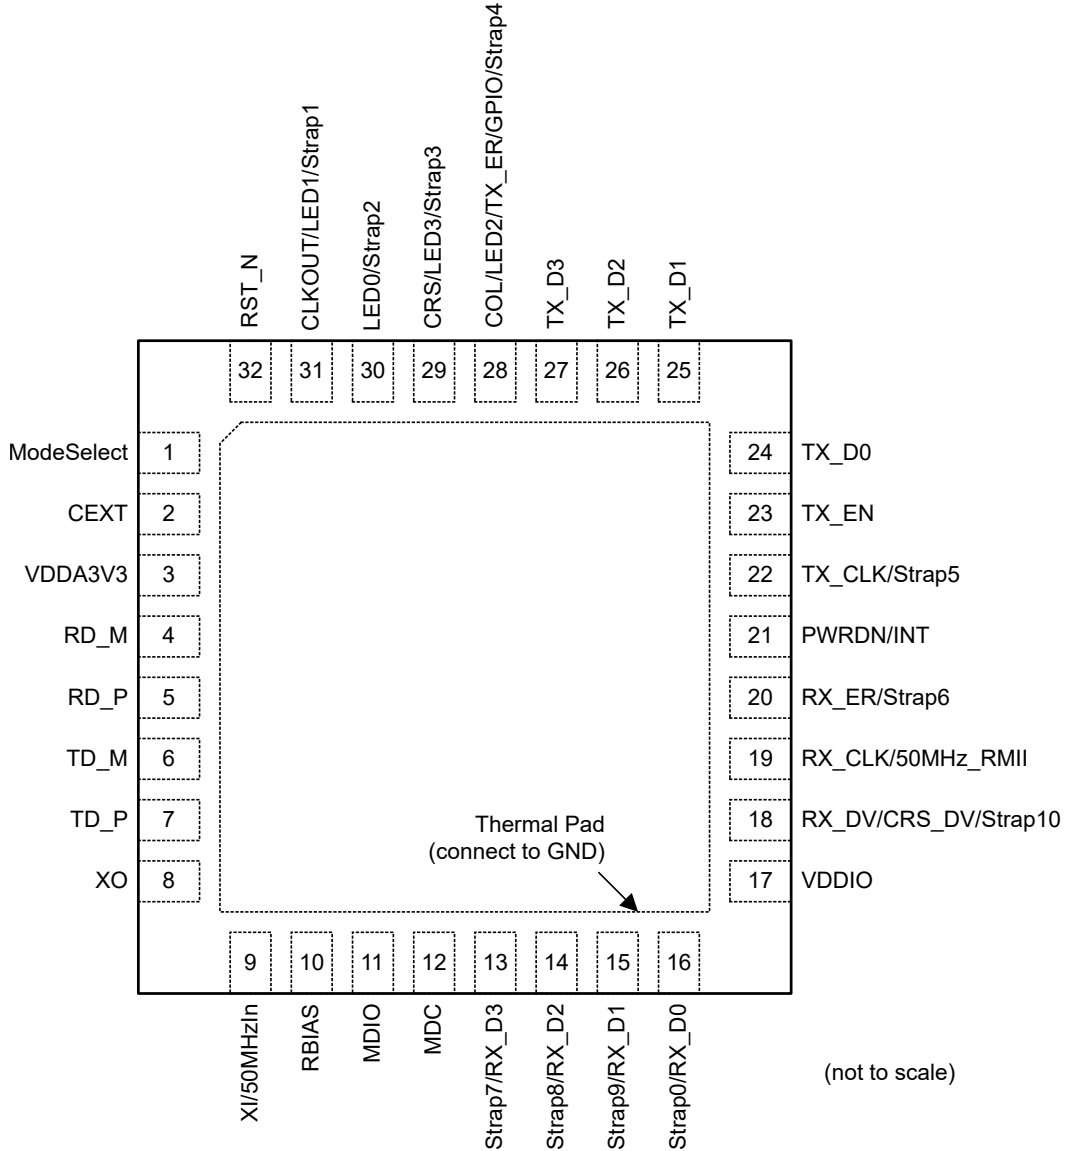 RST_N
CLKOUT/LED1/Strap1
LED0/Strap2
CRS/LED3/Strap3
COL/LED2/TX_ER/GPIO/Strap4
TX_D3
TX_D2
TX_D1
32
31
30
29
28
27
26
25
ModeSelect 1
CEXT 2
VDDA3V3 3
RD_M 4
RD_P 5
TD_M 6
TD_P 7
XO 8
24 TX_D0
23 TX_EN
22 TX_CLK/Strap5
21 PWRDN/INT
20 RX_ER/Strap6
19 RX_CLK/50MHz_RMII
18 RX_DV/CRS_DV/Strap10
17 VDDIO
Thermal Pad
(connect to GND)
9
10
11
12
13
14
15
16
XI/50MHzIn
RBIAS
MDIO
MDC
Strap7/RX_D3
Strap8/RX_D2
Strap9/RX_D1
Strap0/RX_D0
(not to scale)